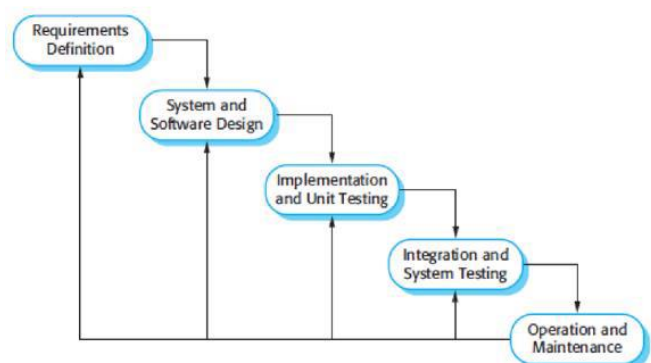 Requirements
Definition
System and
Software Design
Implementation
and Unit Testing
Integration and
System Testing
Operation and
Maintenance